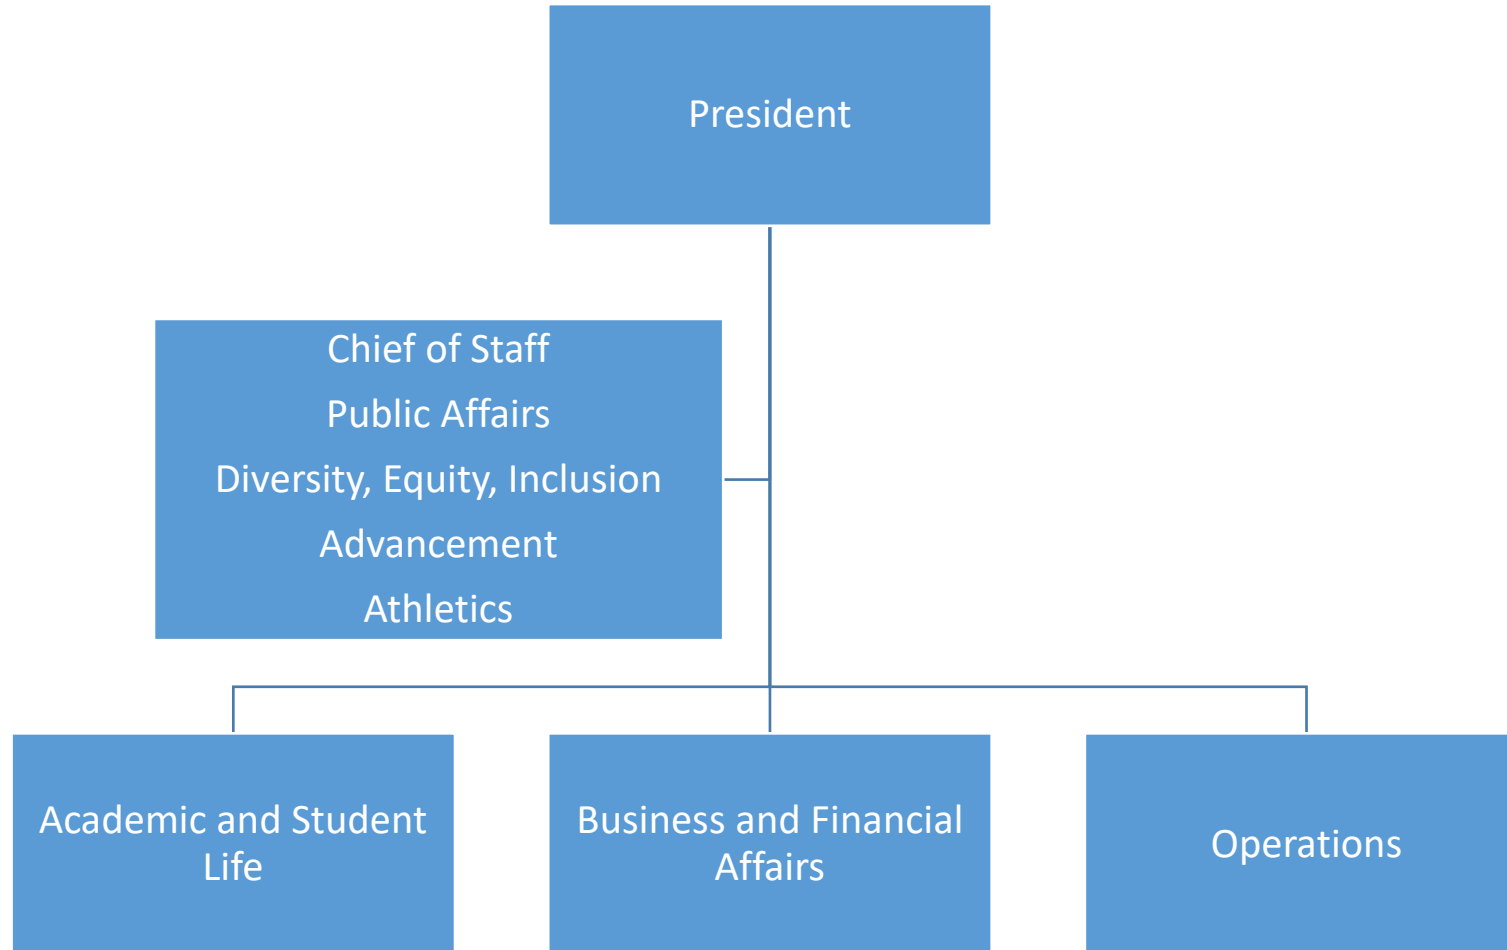 President
Chief of Staff
Public Affairs
Diversity, Equity, Inclusion
Advancement
Athletics
Academic and Student
Life
Business and Financial
Affairs
Operations